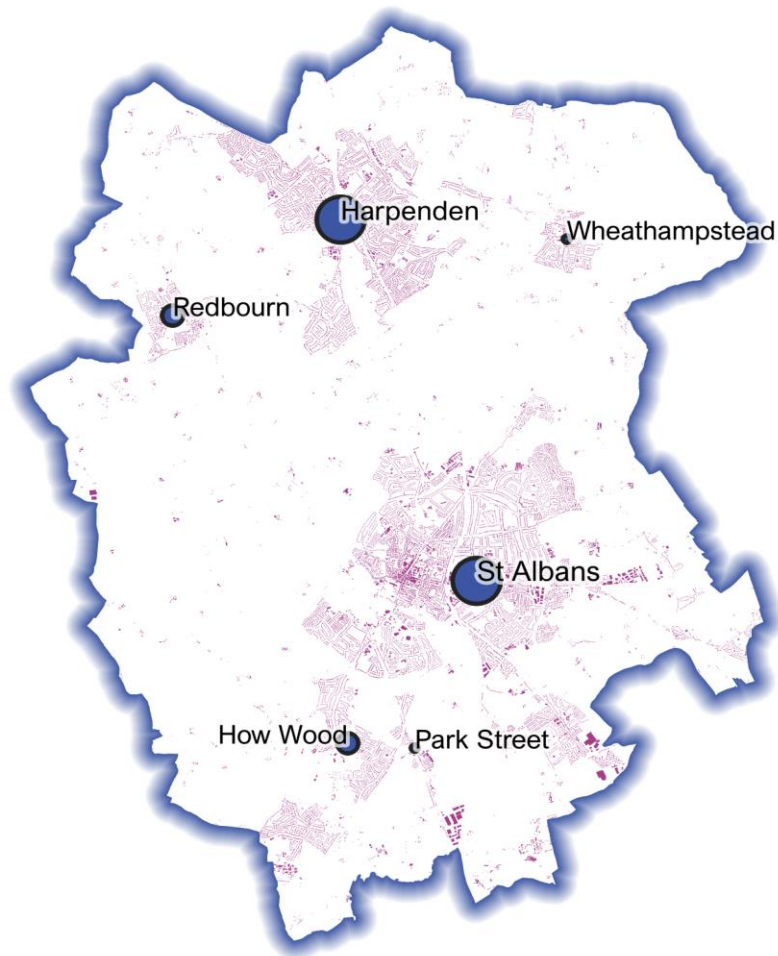 Harpenden
Wheathampstead
Redbourn
St Albans
How Wood
Park Street